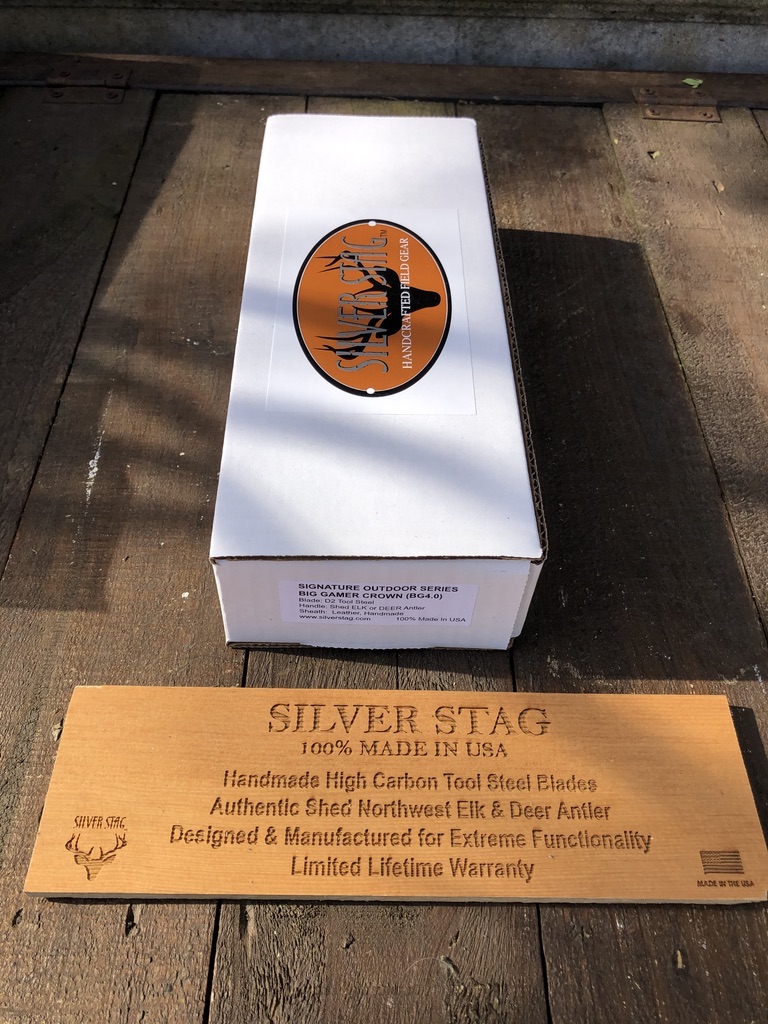 SILVER STAG™
HANDCRAFTED FIELD GEAR
SIGNATURE OUTDOOR SERIES
BIG GAMER CROWN (BG4.0)
Blade: D2 Tool Steel
Handle: Shed ELK or DEER Antler
Sheath: Leather, Handmade
www.silverstag.com 100% Made in USA
SILVER STAG
100% MADE IN USA
Handmade High Carbon Tool Steel Blades
Authentic Shed Northwest Elk & Deer Antler
Designed & Manufactured for Extreme Functionality
Limited Lifetime Warranty
SILVER STAG
MADE IN THE USA